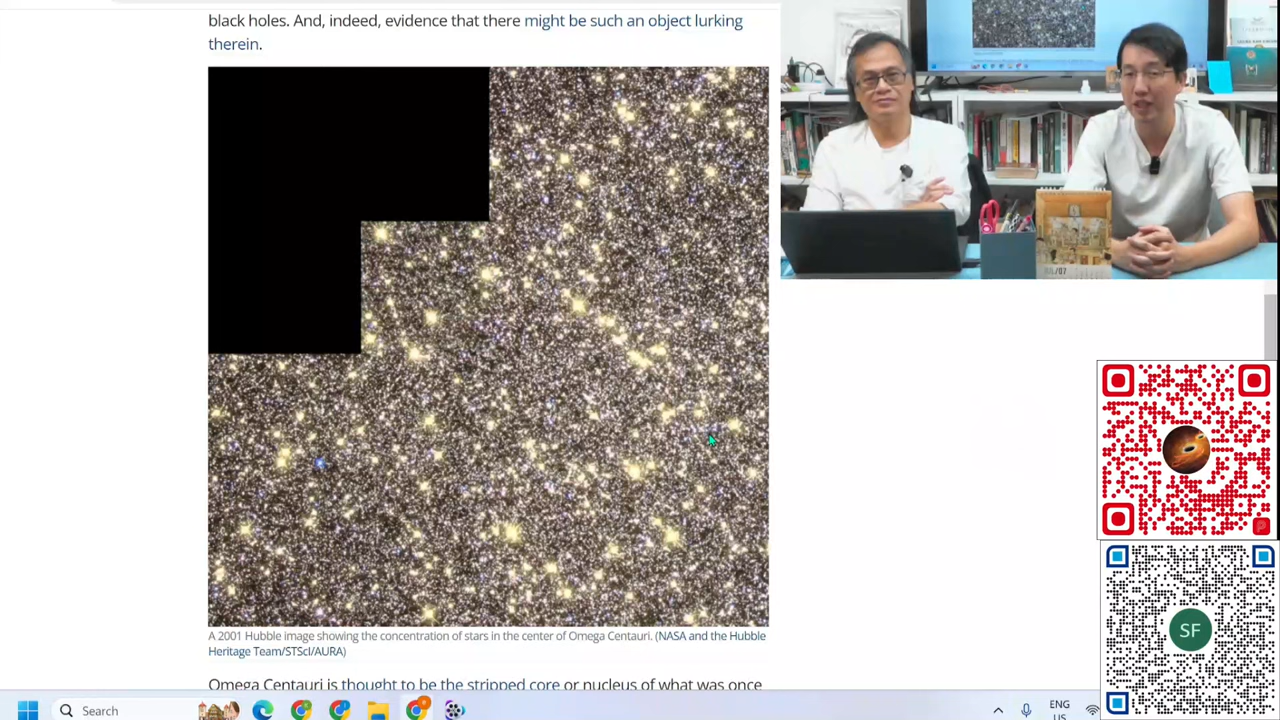 black holes. And, indeed, evidence that there might be such an object lurking
therein.
A 2001 Hubble image showing the concentration of stars in the center of Omega Centauri. (NASA and the Hubble
Heritage Team/STScI/AURA)
Omega Centauri is thought to be the stripped core or nucleus of what was once
JUL/07
SF
Search
ENG
US